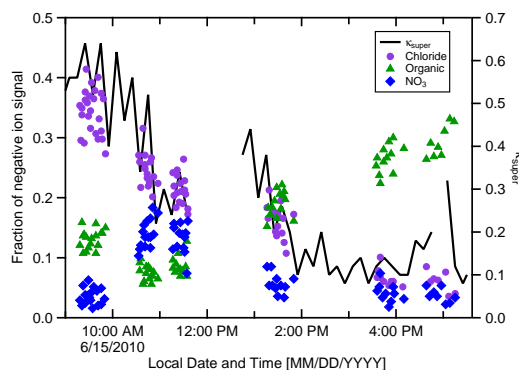 0.5
0.4
0.3
0.2
0.1
0.0
Fraction of negative ion signal
0.7
0.6
0.5
0.4
0.3
0.2
0.1
0.0
κsuper
κsuper
Chloride
Organic
NO3
10:00 AM
12:00 PM
2:00 PM
4:00 PM
6/15/2010
Local Date and Time [MM/DD/YYYY]